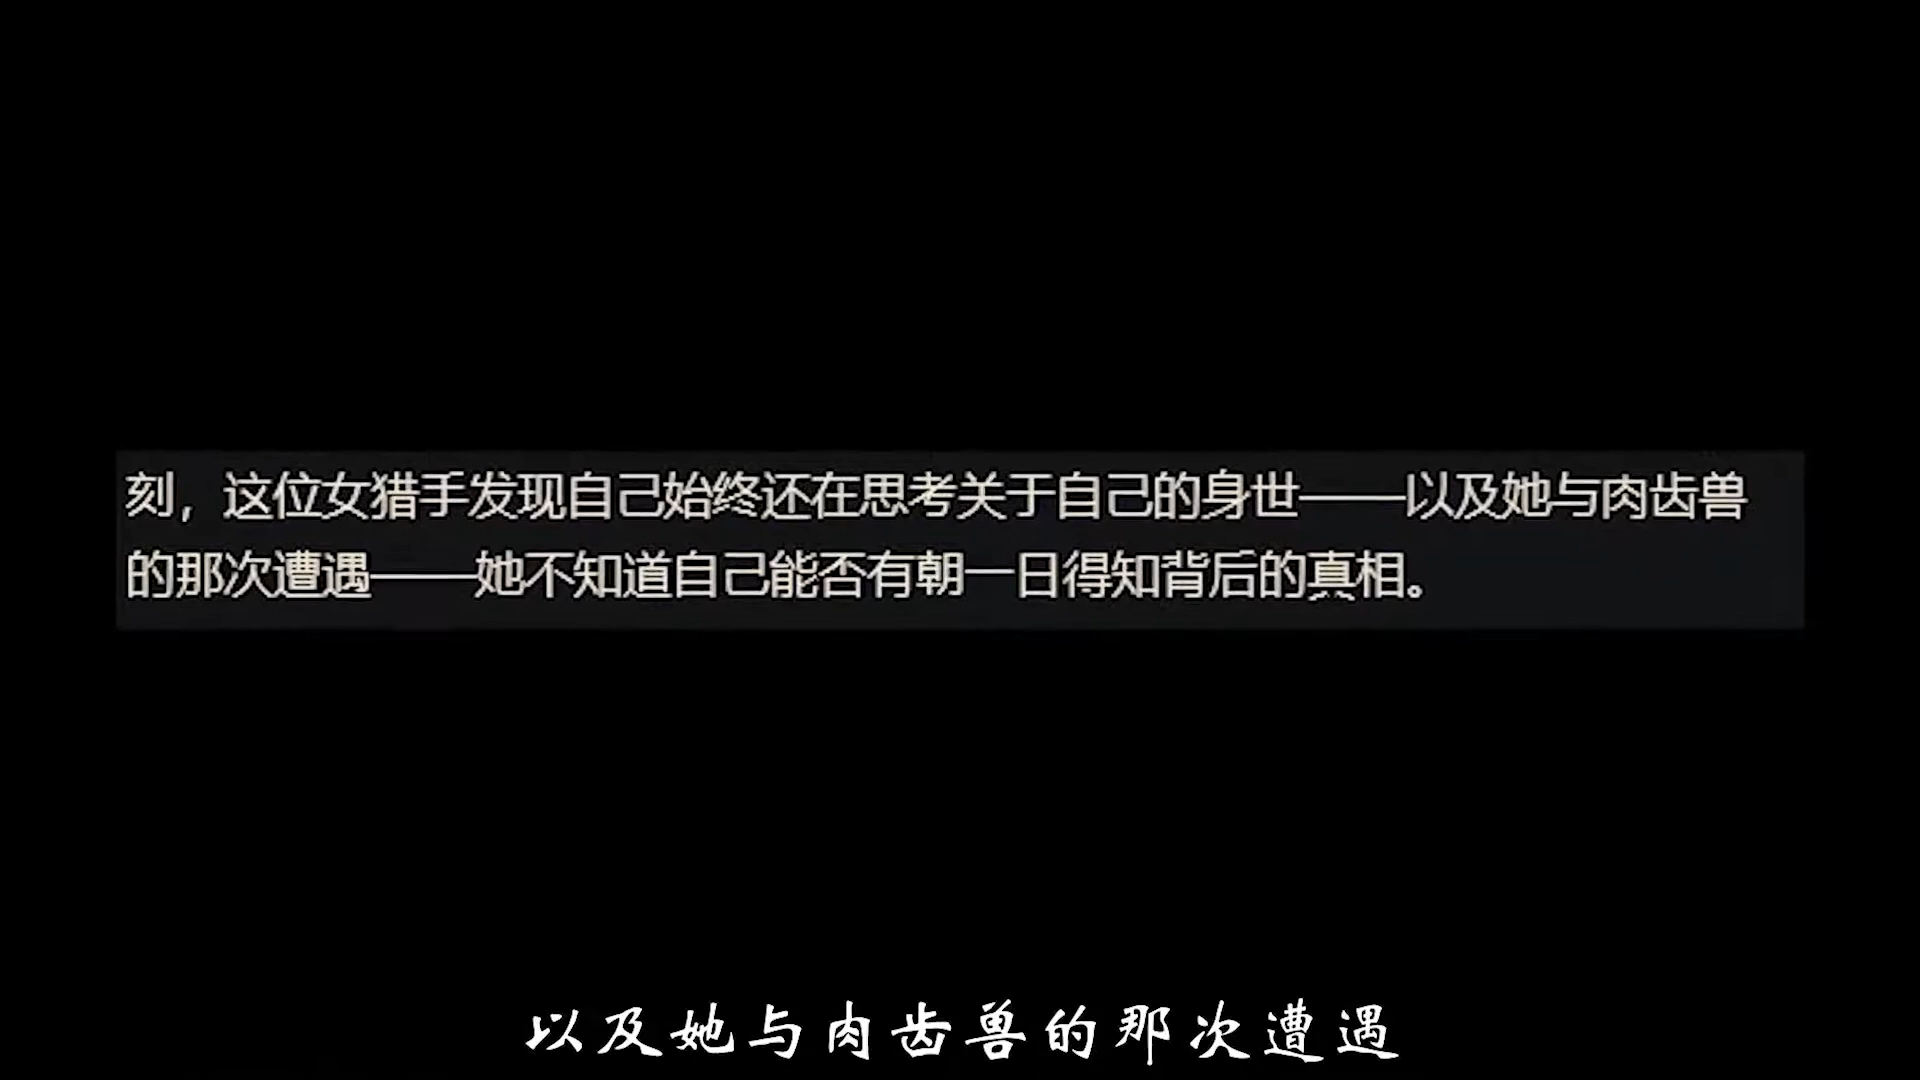 刻，这位女猎手发现自己始终还在思考关于自己的身世——以及她与肉齿兽
的那次遭遇——她不知道自己能否有朝一日得知背后的真相。
以及她与肉齿兽的那次遭遇